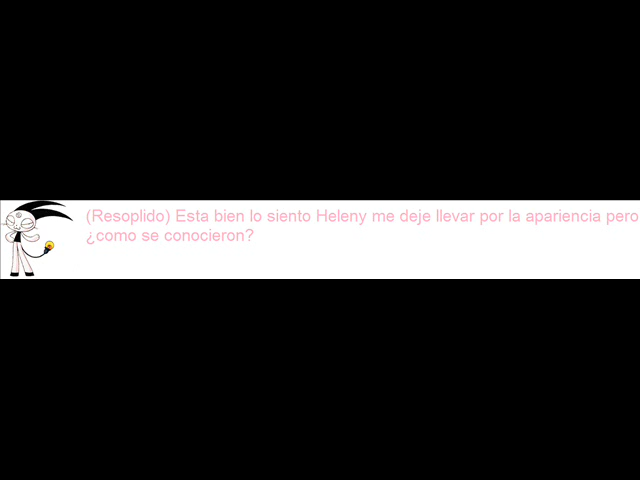 (Resoplido) Esta bien lo siento Heleny me deje llevar por la apariencia pero
¿como se conocieron?